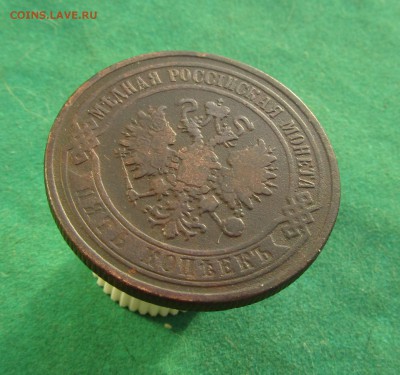 COINS.LAVE.RU
МѢДНАЯ РОССІЙСКАЯ МОНЕТА
ПЯТЬ КОПѢЕКЪ